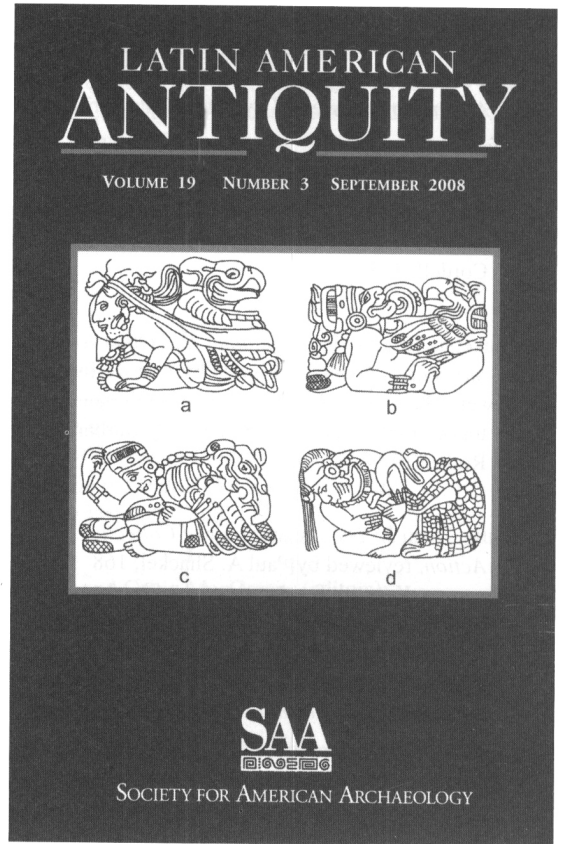 LATIN AMERICAN
ANTIQUITY
VOLUME 19 NUMBER 3 SEPTEMBER 2008
a
b
c
d
SAA
SOCIETY FOR AMERICAN ARCHAEOLOGY